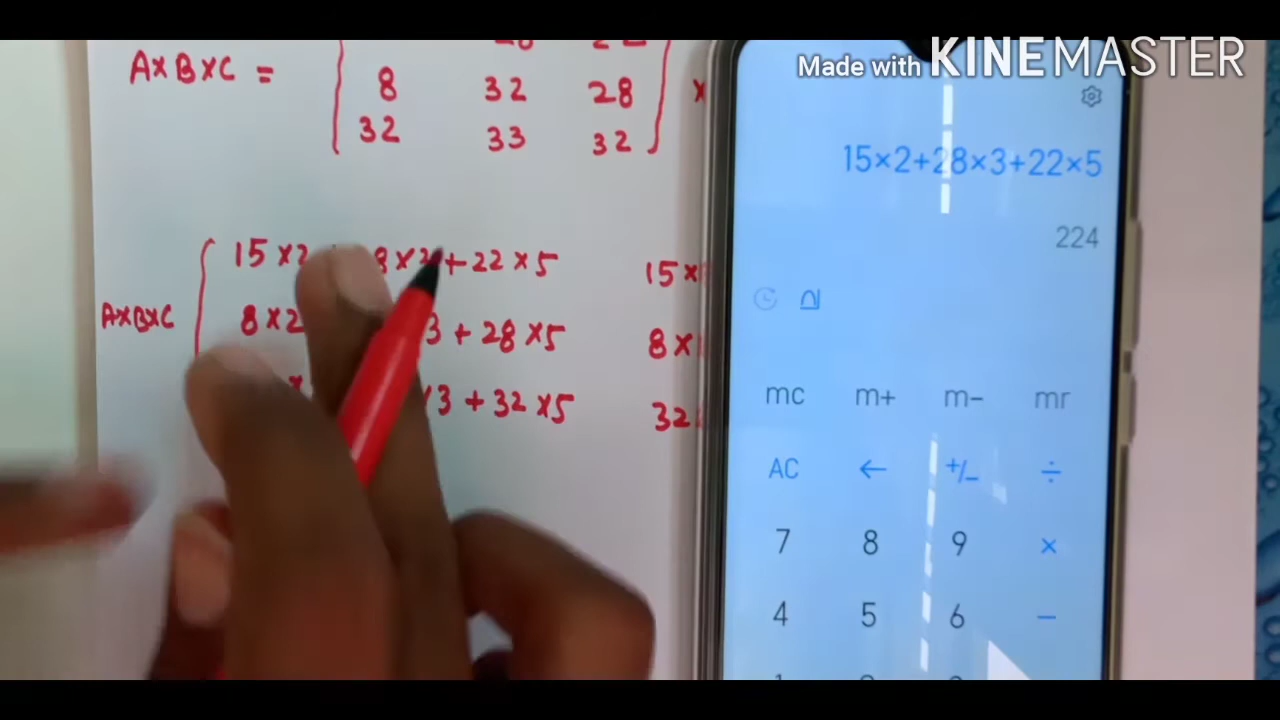 Made with KINEMASTER
A×B×C =
8 32 28 ×
32 33 32
15×2+28×3+22×5
224
15 × 2 8 × 3 + 22 × 5 15 ×
A×B×C
8 × 2 3 + 28 × 5 8 ×
× 3 + 32 × 5 32
mc m+ m− mr
AC ← +/− ÷
7 8 9 ×
4 5 6 −